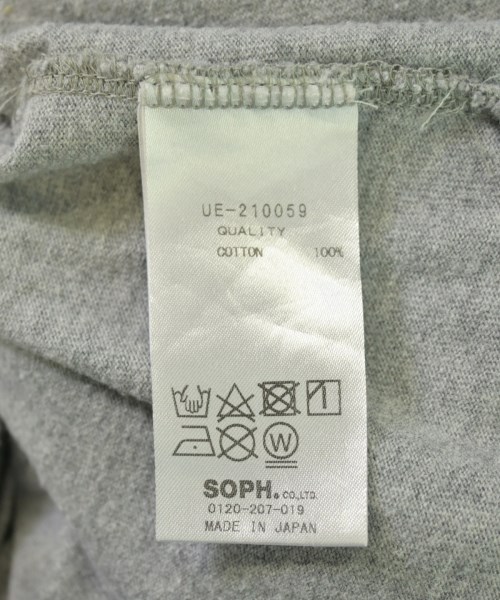 UE-210059
QUALITY
COTTON 100%
W
SOPH. CO.,LTD.
0120-207-019
MADE IN JAPAN